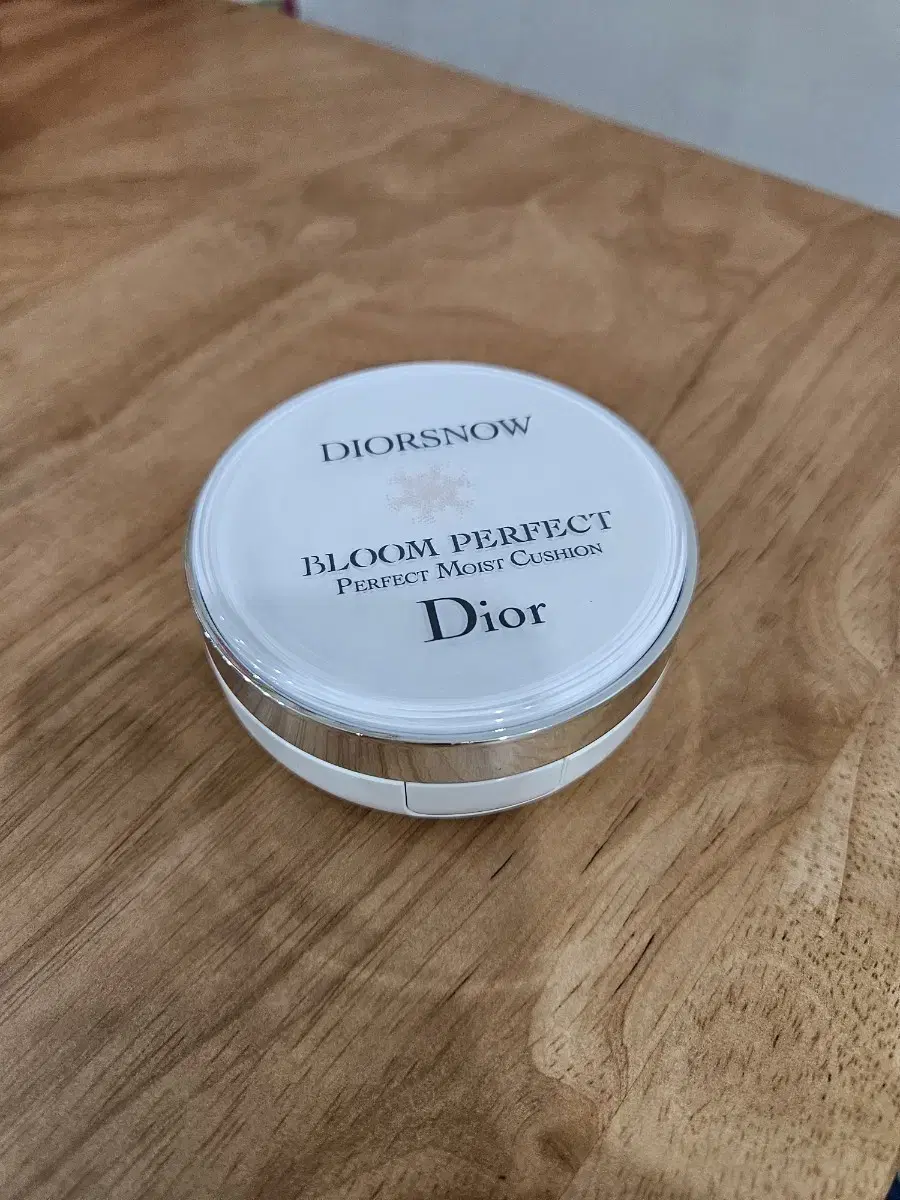 DIORSNOW
BLOOM PERFECT
PERFECT MOIST CUSHION
Dior